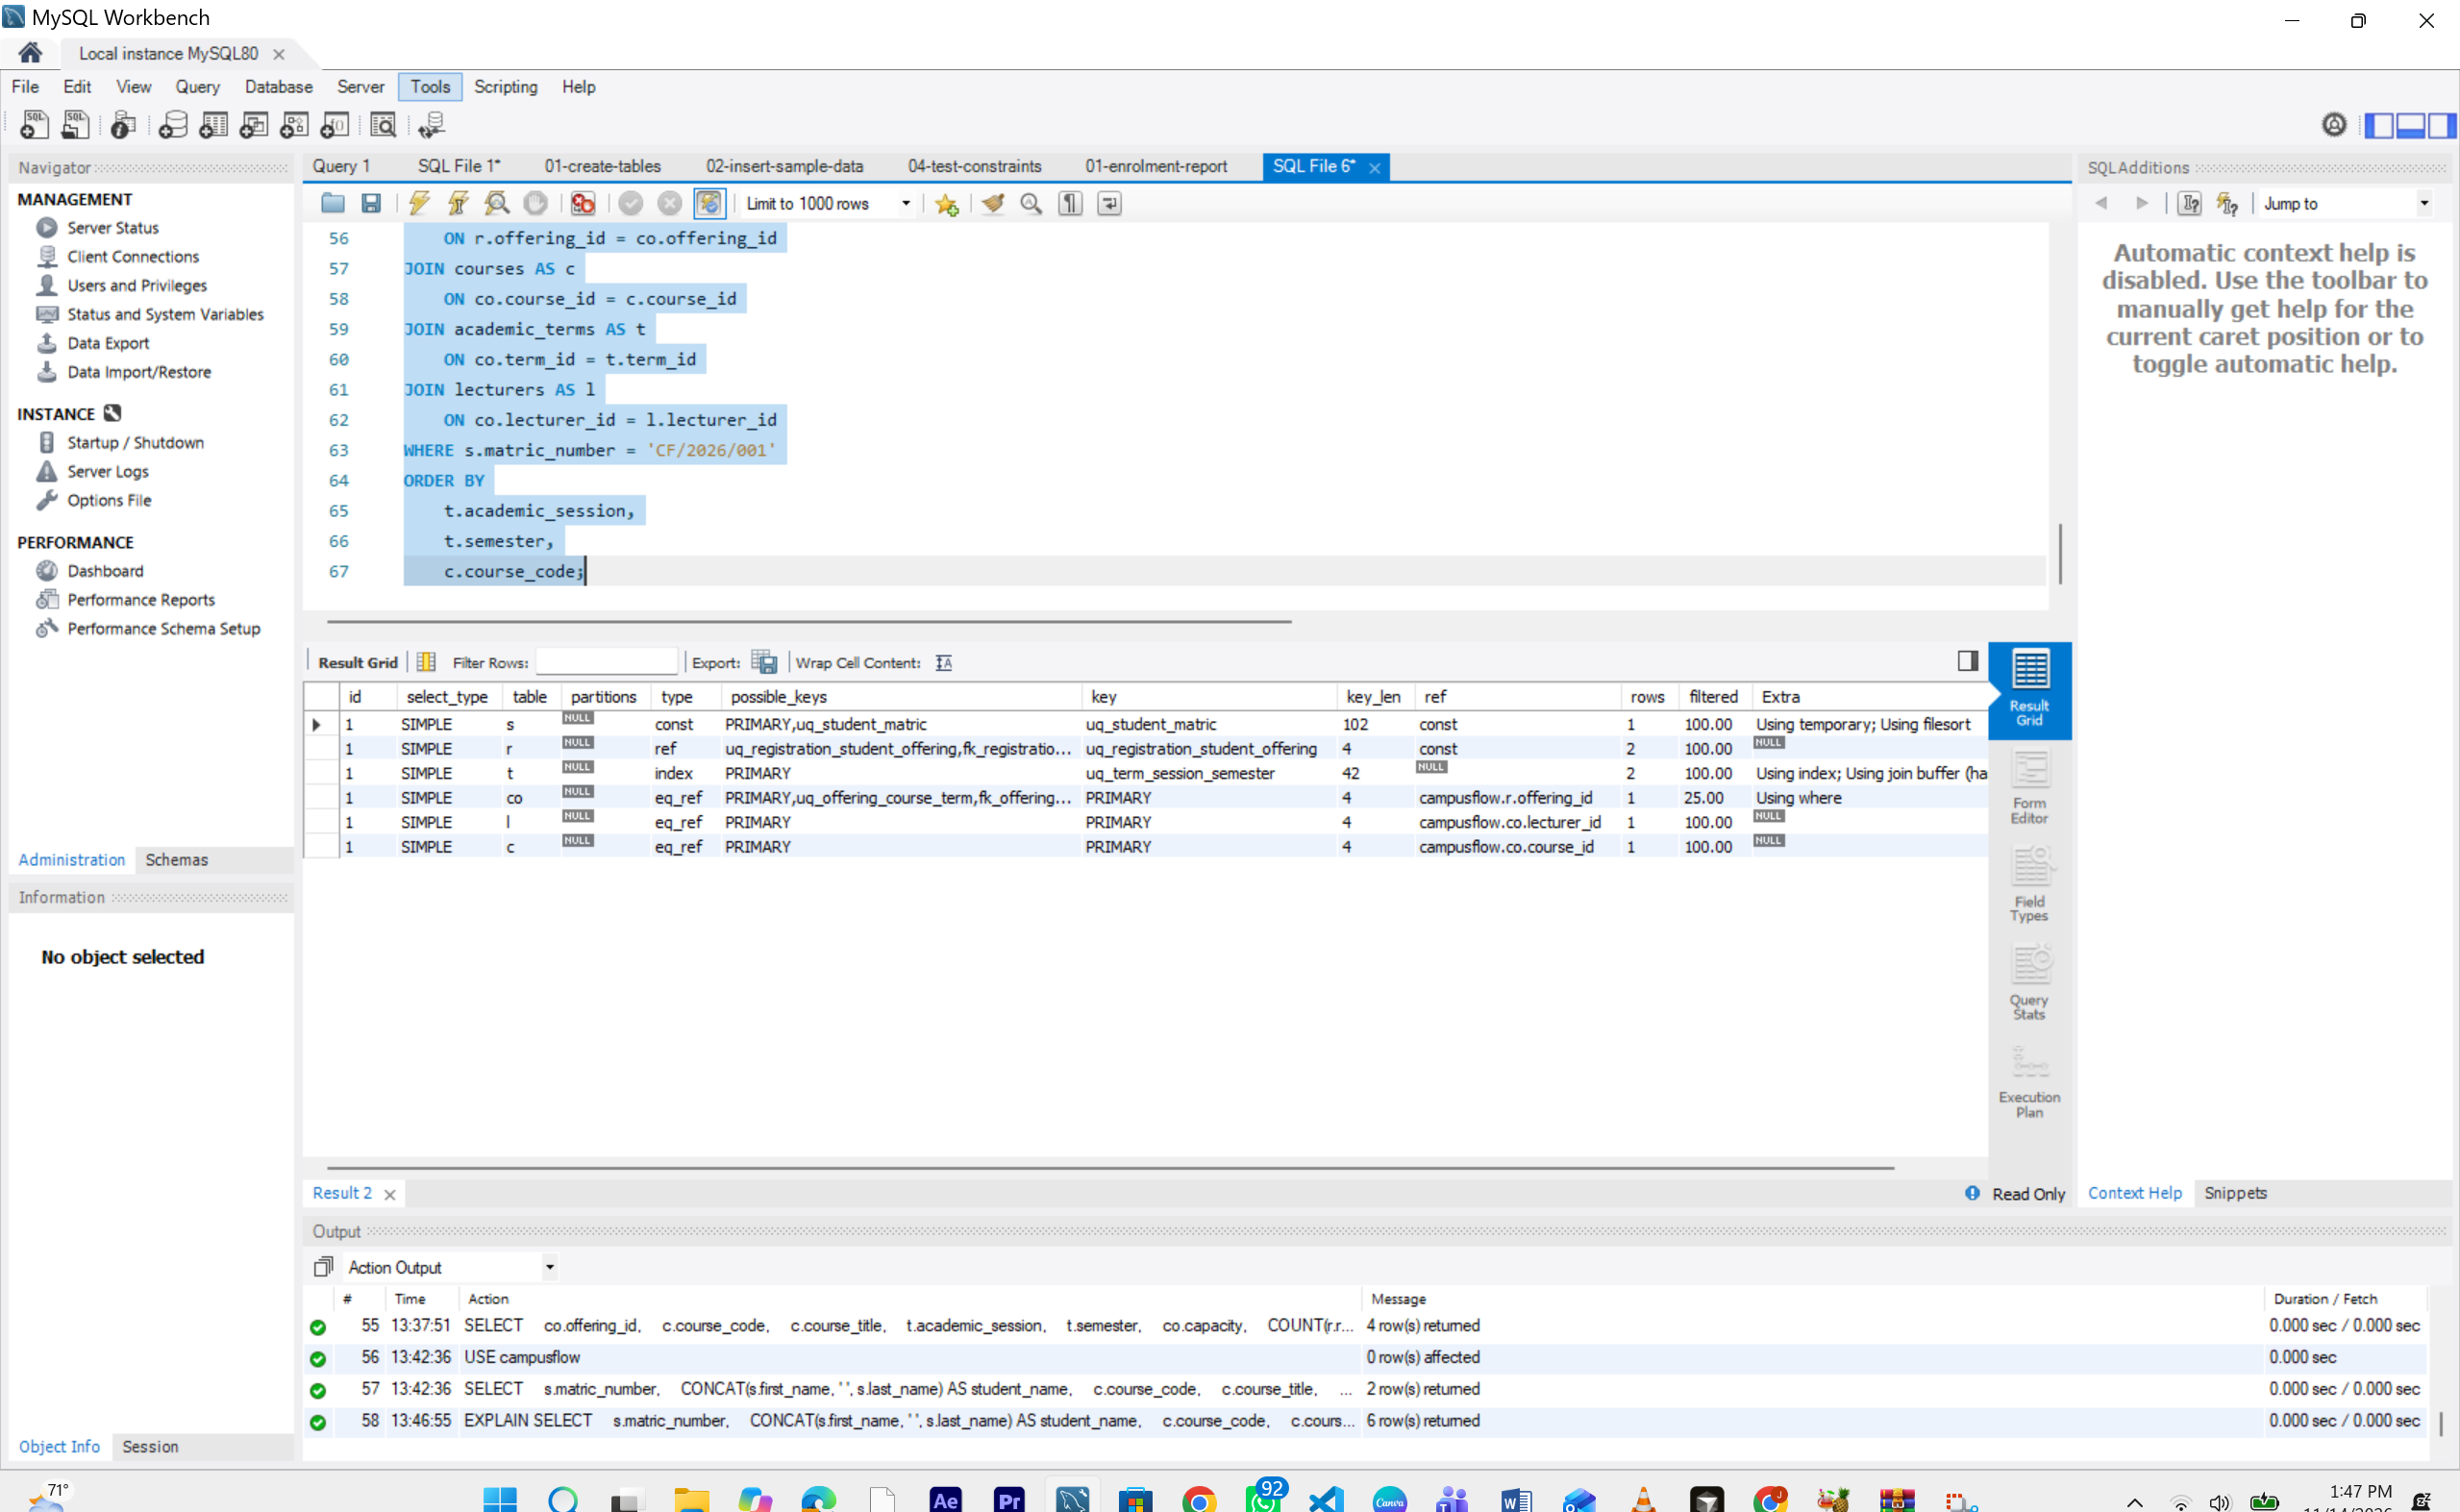 MySQL Workbench
Local instance MySQL80
File Edit View Query Database Server Tools Scripting Help
Navigator
MANAGEMENT
Server Status
Client Connections
Users and Privileges
Status and System Variables
Data Export
Data Import/Restore
INSTANCE
Startup / Shutdown
Server Logs
Options File
PERFORMANCE
Dashboard
Performance Reports
Performance Schema Setup
Administration Schemas
Information
No object selected
Object Info Session
Query 1 SQL File 1* 01-create-tables 02-insert-sample-data 04-test-constraints 01-enrolment-report SQL File 6*
Limit to 1000 rows
56 ON r.offering_id = co.offering_id
57 JOIN courses AS c
58 ON co.course_id = c.course_id
59 JOIN academic_terms AS t
60 ON co.term_id = t.term_id
61 JOIN lecturers AS l
62 ON co.lecturer_id = l.lecturer_id
63 WHERE s.matric_number = 'CF/2026/001'
64 ORDER BY
65 t.academic_session,
66 t.semester,
67 c.course_code;
Result Grid Filter Rows: Export: Wrap Cell Content:
id select_type table partitions type possible_keys key key_len ref rows filtered Extra
1 SIMPLE s NULL const PRIMARY,uq_student_matric uq_student_matric 102 const 1 100.00 Using temporary; Using filesort
1 SIMPLE r NULL ref uq_registration_student_offering,fk_registratio... uq_registration_student_offering 4 const 2 100.00 NULL
1 SIMPLE t NULL index PRIMARY uq_term_session_semester 42 NULL 2 100.00 Using index; Using join buffer (ha
1 SIMPLE co NULL eq_ref PRIMARY,uq_offering_course_term,fk_offering... PRIMARY 4 campusflow.r.offering_id 1 25.00 Using where
1 SIMPLE l NULL eq_ref PRIMARY PRIMARY 4 campusflow.co.lecturer_id 1 100.00 NULL
1 SIMPLE c NULL eq_ref PRIMARY PRIMARY 4 campusflow.co.course_id 1 100.00 NULL
Result
Grid
Form
Editor
Field
Types
Query
Stats
Execution
Plan
Result 2
Read Only
SQLAdditions
Jump to
Automatic context help is
disabled. Use the toolbar to
manually get help for the
current caret position or to
toggle automatic help.
Context Help Snippets
Output
Action Output
# Time Action Message Duration / Fetch
55 13:37:51 SELECT co.offering_id, c.course_code, c.course_title, t.academic_session, t.semester, co.capacity, COUNT(r.r... 4 row(s) returned 0.000 sec / 0.000 sec
56 13:42:36 USE campusflow 0 row(s) affected 0.000 sec
57 13:42:36 SELECT s.matric_number, CONCAT(s.first_name, ' ', s.last_name) AS student_name, c.course_code, c.course_title, ... 2 row(s) returned 0.000 sec / 0.000 sec
58 13:46:55 EXPLAIN SELECT s.matric_number, CONCAT(s.first_name, ' ', s.last_name) AS student_name, c.course_code, c.cours... 6 row(s) returned 0.000 sec / 0.000 sec
71°
Ae
Pr
92
Canva
1:47 PM